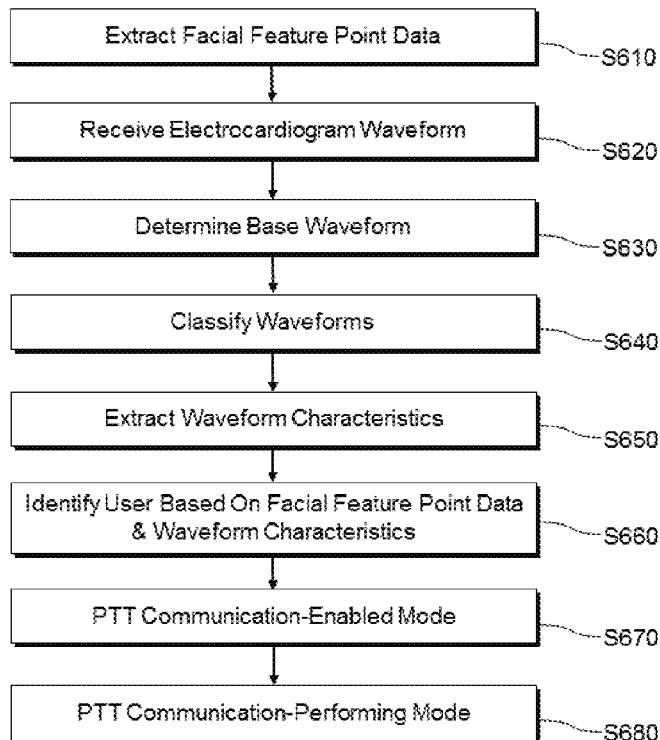 Extract Facial Feature Point Data
S610
Receive Electrocardiogram Waveform
S620
Determine Base Waveform
S630
Classify Waveforms
S640
Extract Waveform Characteristics
S650
Identify User Based On Facial Feature Point Data
& Waveform Characteristics
S660
PTT Communication-Enabled Mode
S670
PTT Communication-Performing Mode
S680